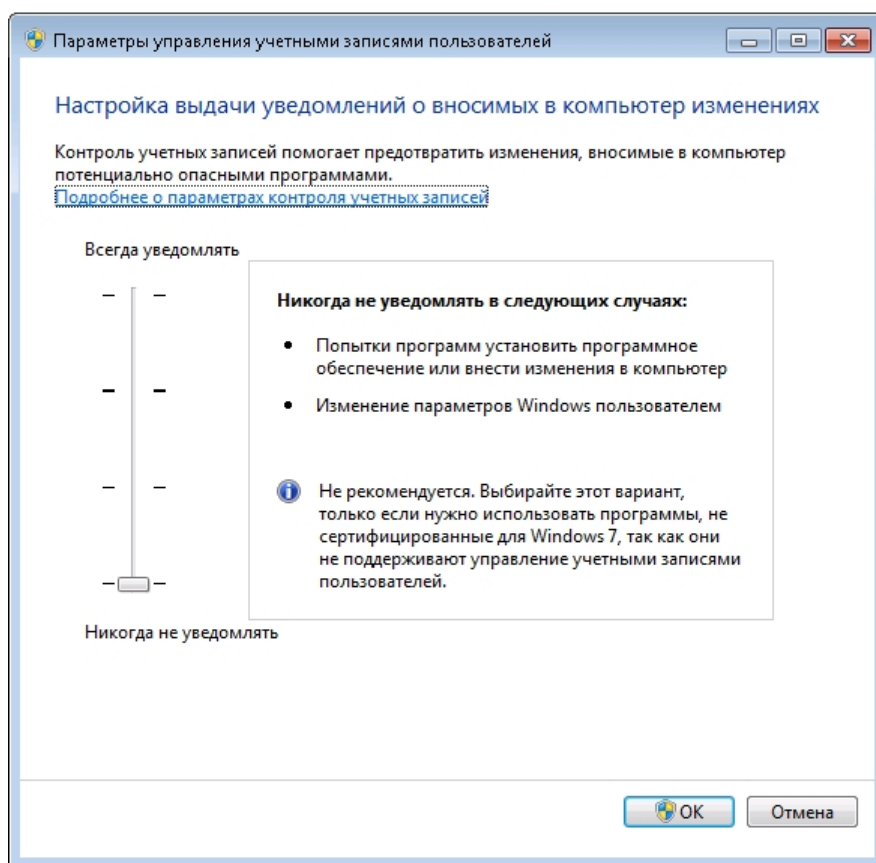 Параметры управления учетными записями пользователей
Настройка выдачи уведомлений о вносимых в компьютер изменениях
Контроль учетных записей помогает предотвратить изменения, вносимые в компьютер
потенциально опасными программами.
Подробнее о параметрах контроля учетных записей
Всегда уведомлять
Никогда не уведомлять в следующих случаях:
Попытки программ установить программное
обеспечение или внести изменения в компьютер
Изменение параметров Windows пользователем
Не рекомендуется. Выбирайте этот вариант,
только если нужно использовать программы, не
сертифицированные для Windows 7, так как они
не поддерживают управление учетными записями
пользователей.
Никогда не уведомлять
OK
Отмена